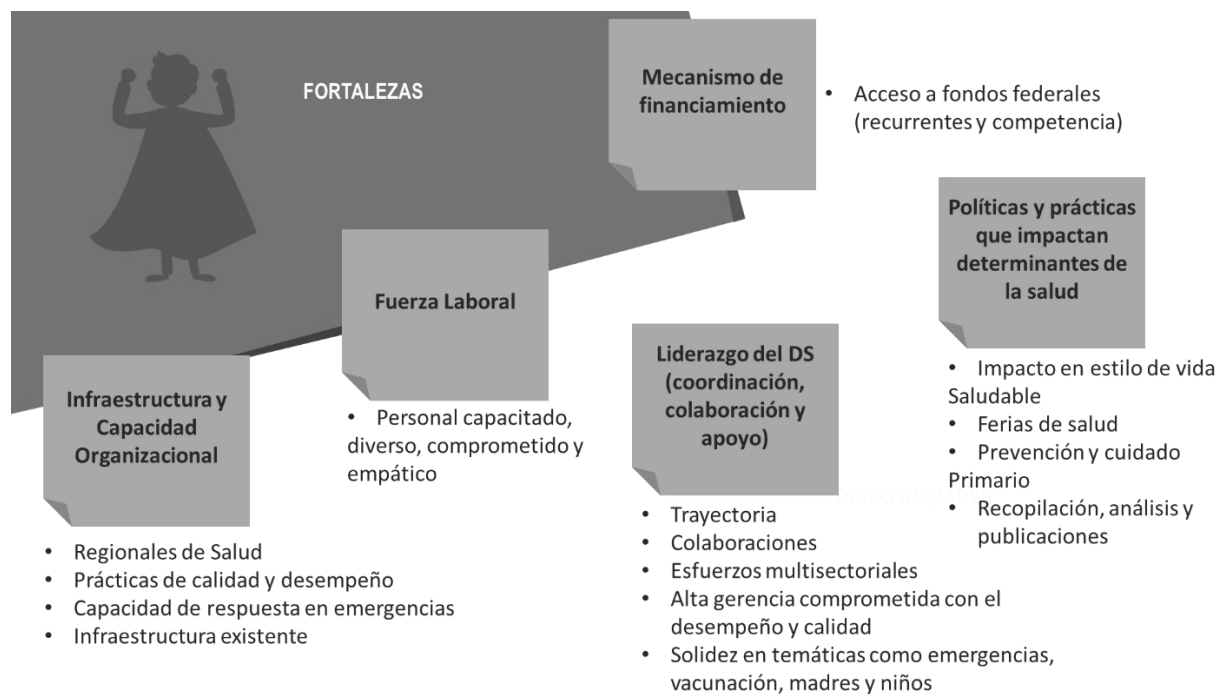 FORTALEZAS
Mecanismo de
financiamiento
• Acceso a fondos federales
(recurrentes y competencia)
Políticas y prácticas
que impactan
determinantes de
la salud
• Impacto en estilo de vida
Saludable
• Ferias de salud
• Prevención y cuidado
Primario
• Recopilación, análisis y
publicaciones
Fuerza Laboral
• Personal capacitado,
diverso, comprometido y
empático
Liderazgo del DS
(coordinación,
colaboración y
apoyo)
• Trayectoria
• Colaboraciones
• Esfuerzos multisectoriales
• Alta gerencia comprometida con el
desempeño y calidad
• Solidez en temáticas como emergencias,
vacunación, madres y niños
Infraestructura y
Capacidad
Organizacional
• Regionales de Salud
• Prácticas de calidad y desempeño
• Capacidad de respuesta en emergencias
• Infraestructura existente